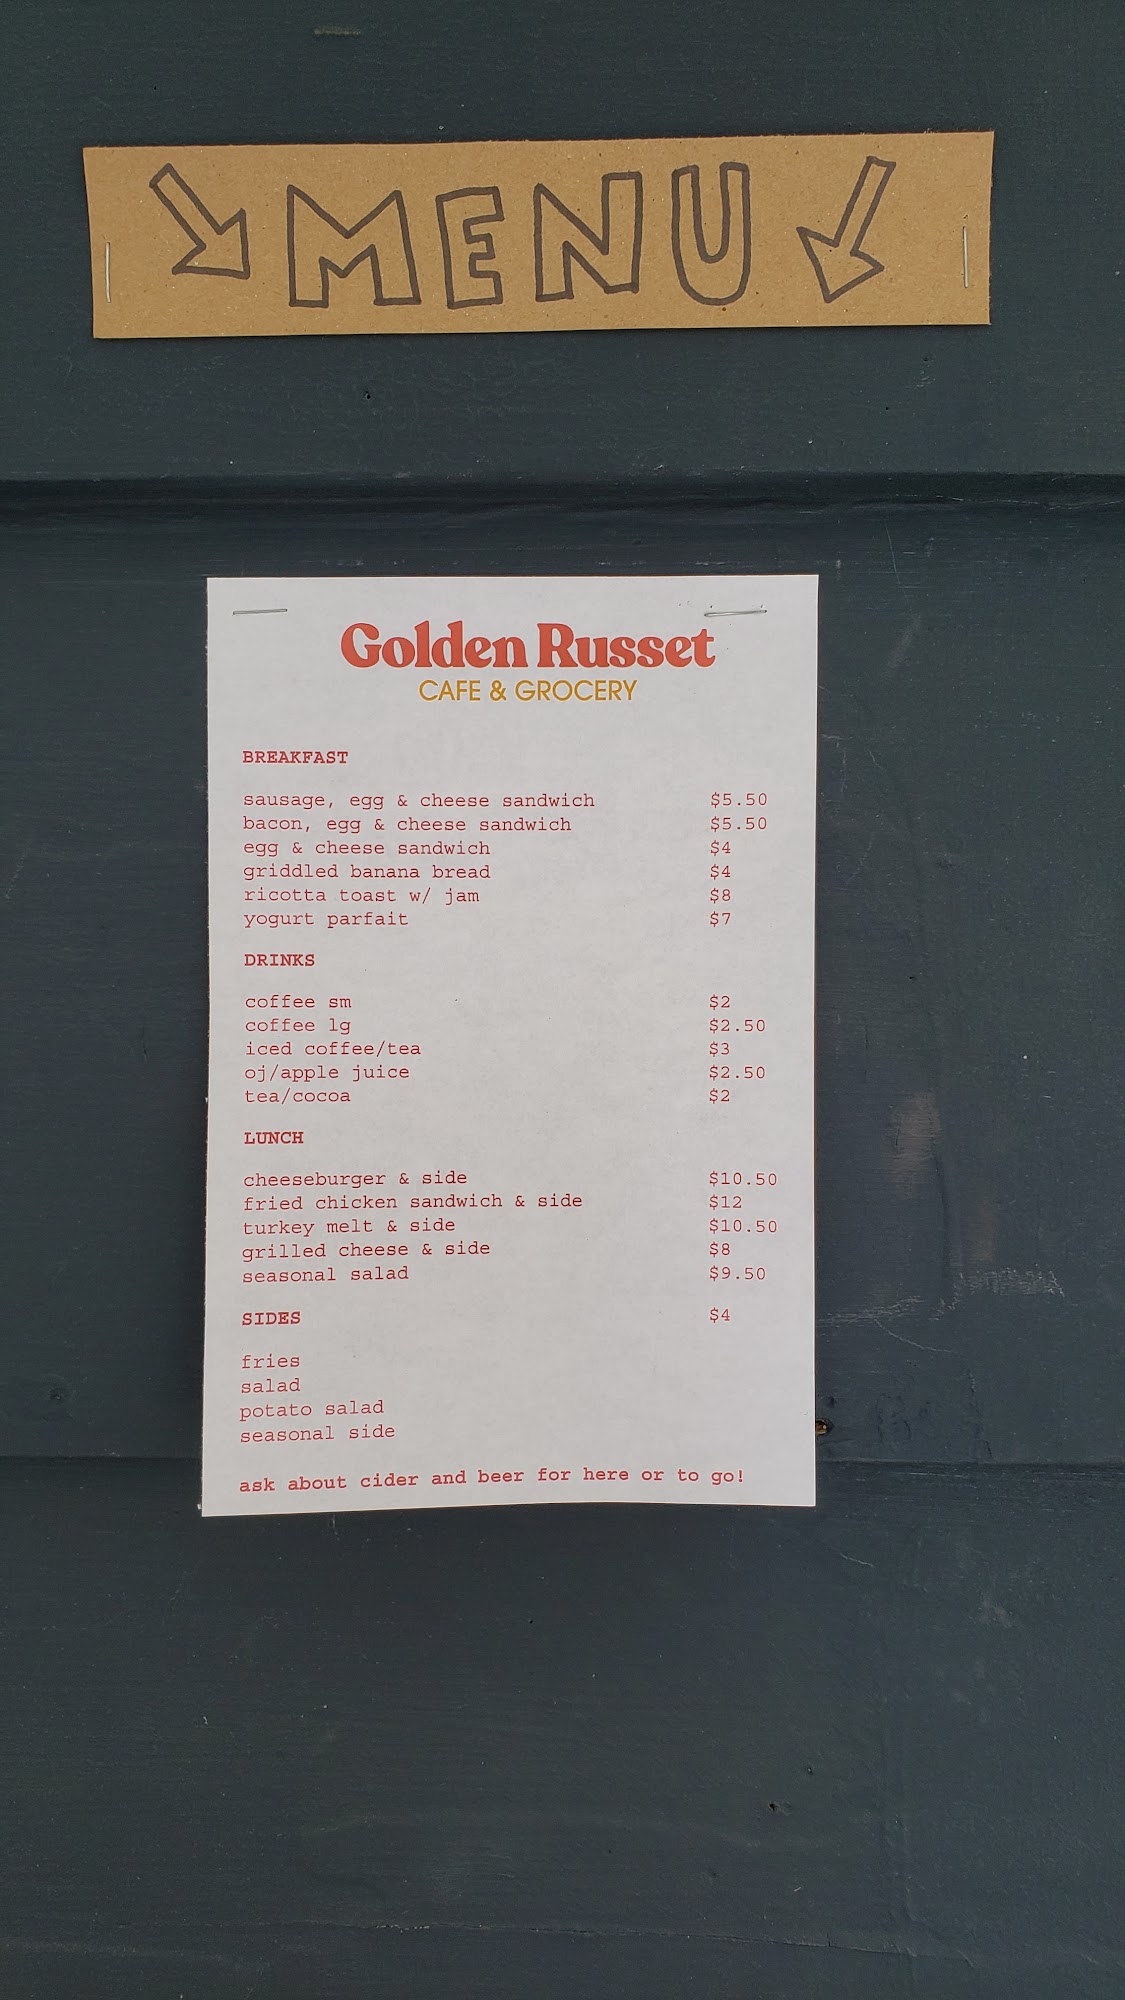 MENU
Golden Russet
CAFE & GROCERY
BREAKFAST
sausage, egg & cheese sandwich $5.50
bacon, egg & cheese sandwich $5.50
egg & cheese sandwich $4
griddled banana bread $4
ricotta toast w/ jam $8
yogurt parfait $7
DRINKS
coffee sm $2
coffee lg $2.50
iced coffee/tea $3
oj/apple juice $2.50
tea/cocoa $2
LUNCH
cheeseburger & side $10.50
fried chicken sandwich & side $12
turkey melt & side $10.50
grilled cheese & side $8
seasonal salad $9.50
SIDES $4
fries
salad
potato salad
seasonal side
ask about cider and beer for here or to go!